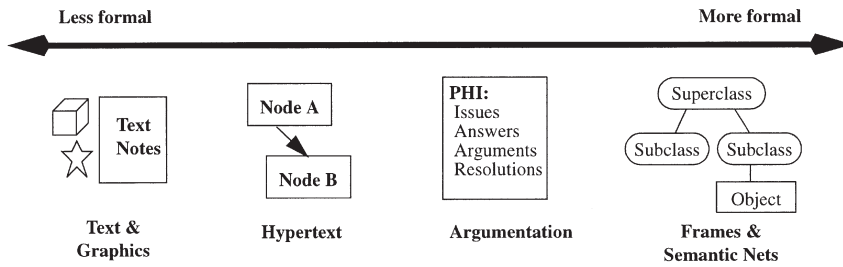 Less formal
More formal
Text
Notes
Node A
Node B
PHI:
Issues
Answers
Arguments
Resolutions
Superclass
Subclass
Subclass
Object
Text &
Graphics
Hypertext
Argumentation
Frames &
Semantic Nets